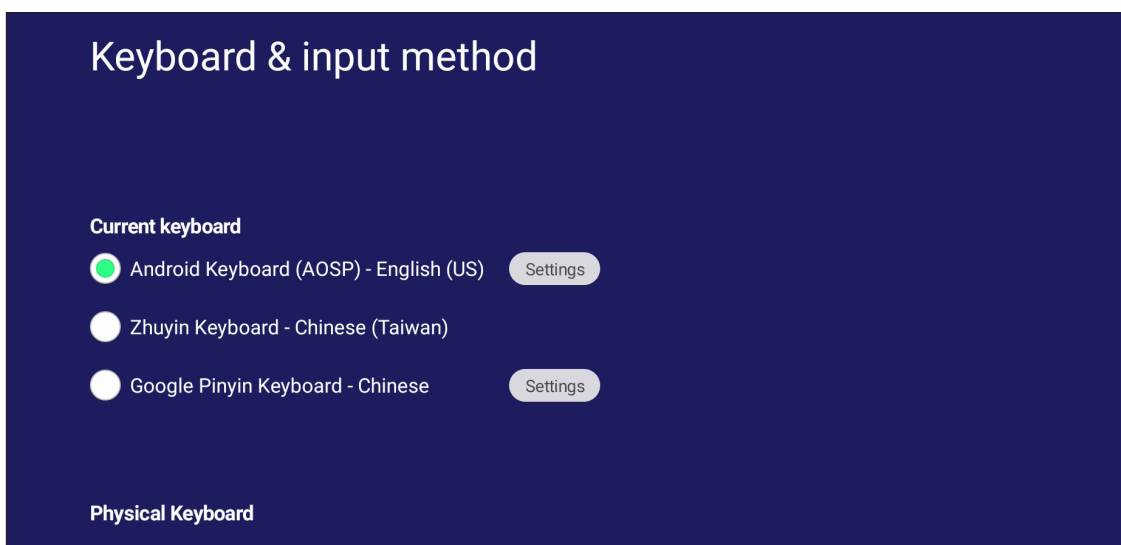 Keyboard & input method
Current keyboard
Android Keyboard (AOSP) - English (US) Settings
Zhuyin Keyboard - Chinese (Taiwan)
Google Pinyin Keyboard - Chinese Settings
Physical Keyboard